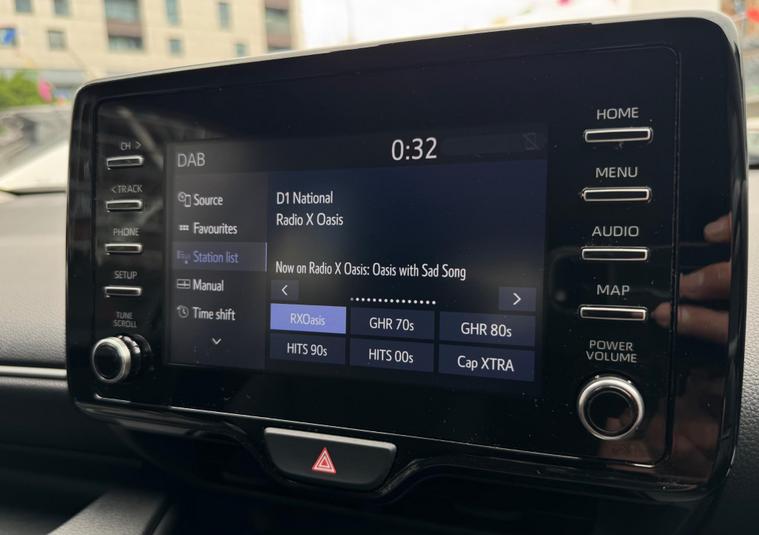 CH >
< TRACK
PHONE
SETUP
TUNE
SCROLL
DAB
0:32
Source
Favourites
Station list
Manual
Time shift
D1 National
Radio X Oasis
Now on Radio X Oasis: Oasis with Sad Song
< >
RXOasis GHR 70s GHR 80s
HITS 90s HITS 00s Cap XTRA
HOME
MENU
AUDIO
MAP
POWER
VOLUME